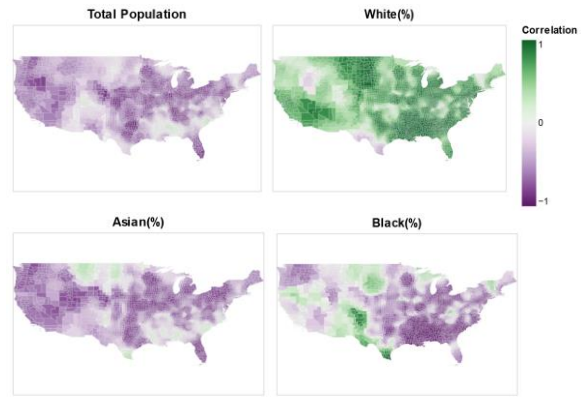 Total Population
White(%)
Correlation
1
0
−1
Asian(%)
Black(%)